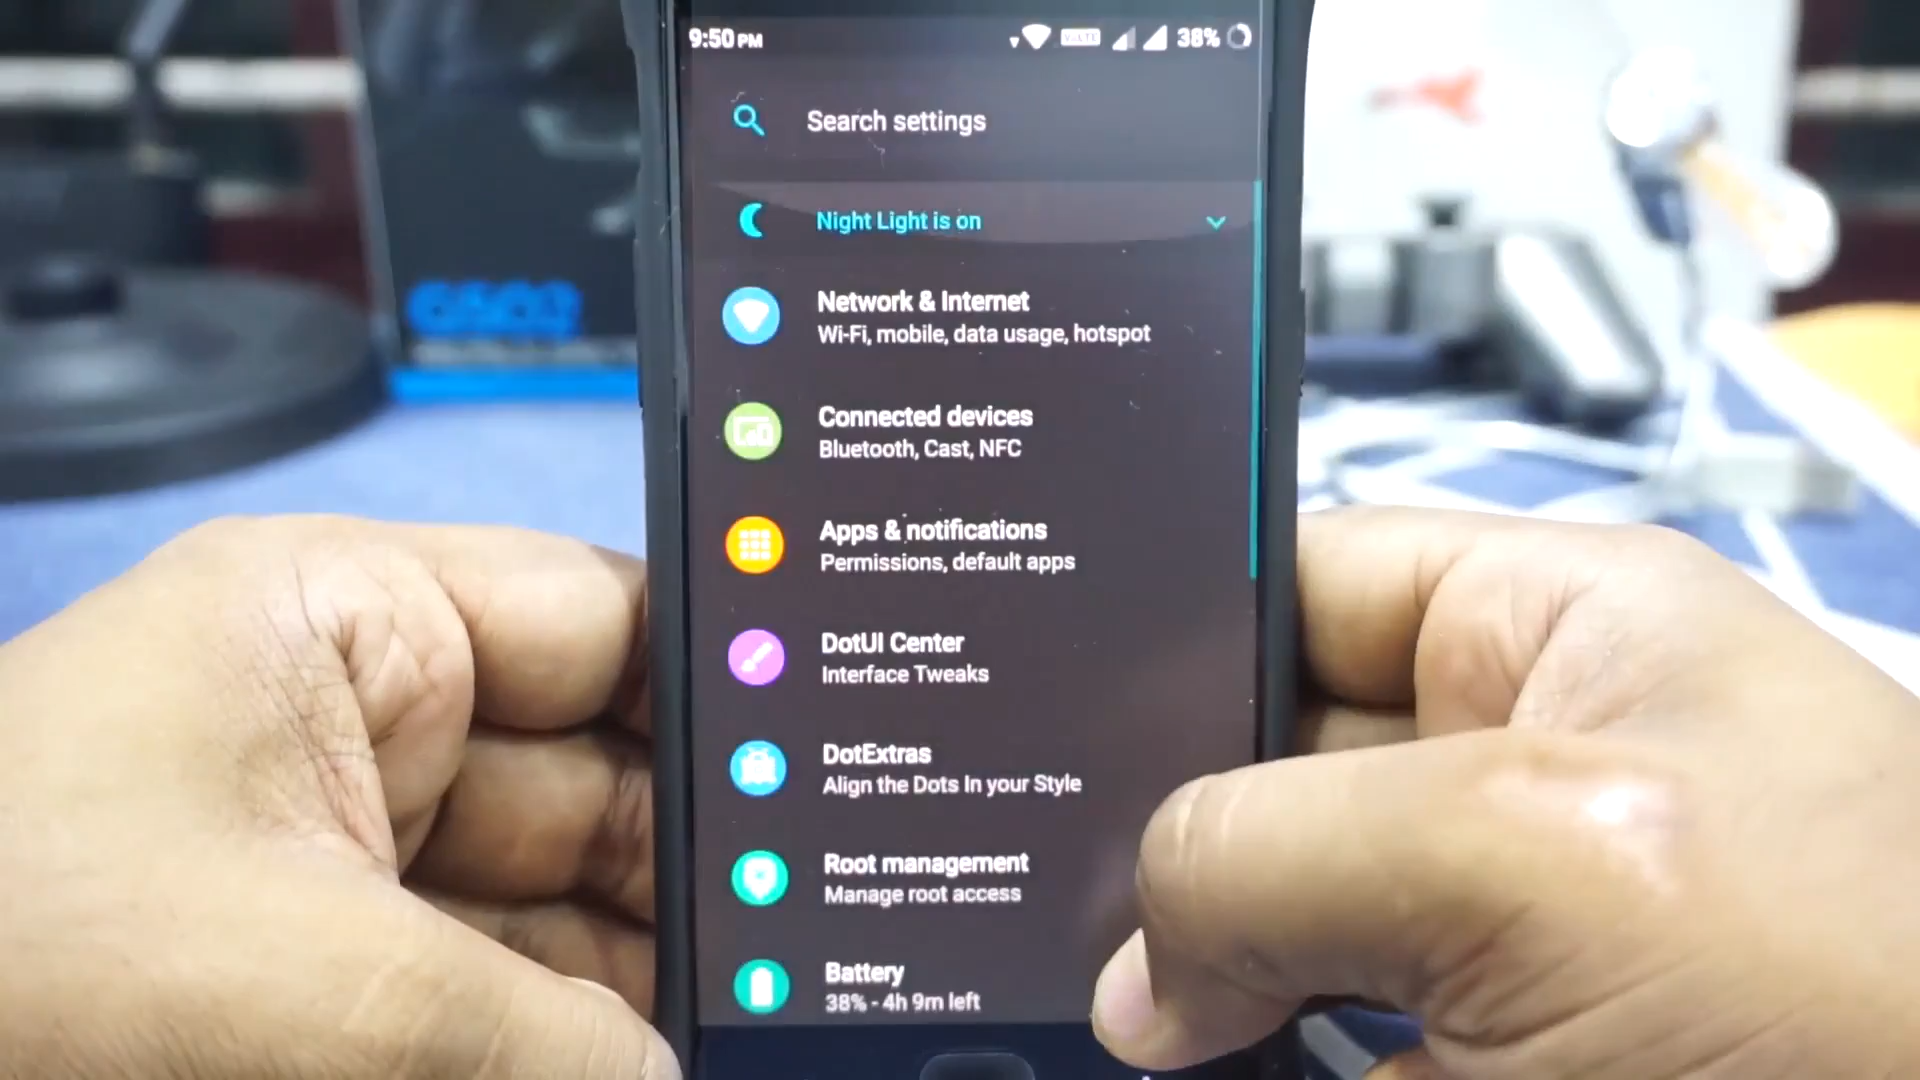 9:50 PM VoLTE 38%
Search settings
Night Light is on
Network & Internet
Wi-Fi, mobile, data usage, hotspot
Connected devices
Bluetooth, Cast, NFC
Apps & notifications
Permissions, default apps
DotUI Center
Interface Tweaks
DotExtras
Align the Dots In your Style
Root management
Manage root access
Battery
38% - 4h 9m left
G502